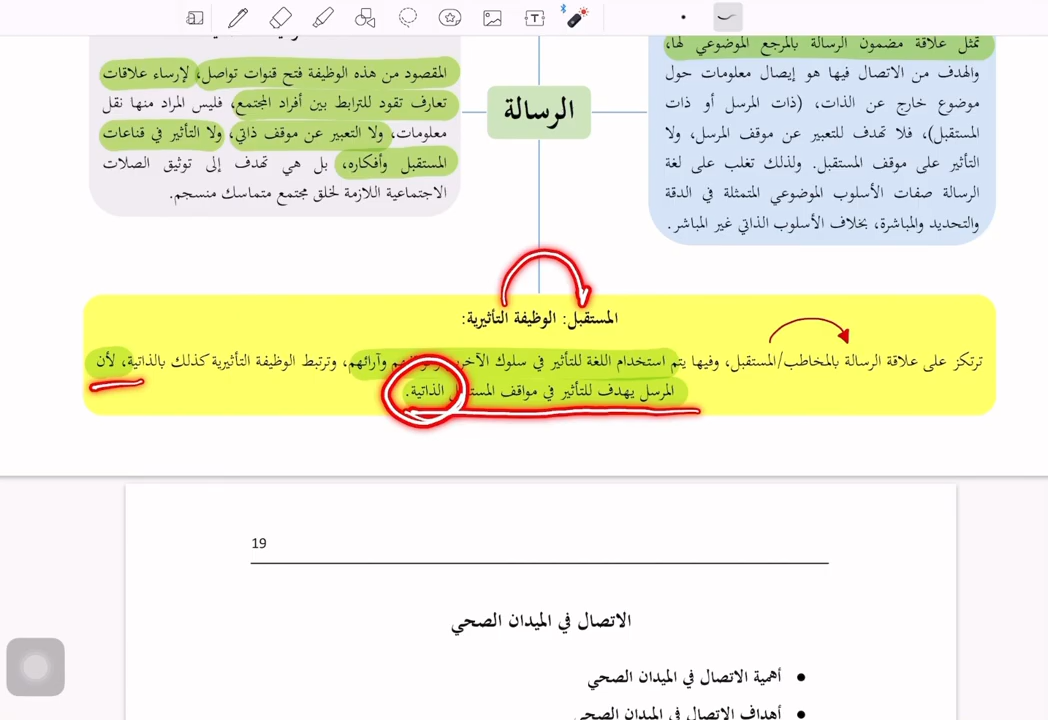 تمثل علاقة مضمون الرسالة بالمرجع الموضوعي لها،
والهدف من الاتصال فيها هو إيصال معلومات حول
موضوع خارج عن الذات، (ذات المرسل أو ذات
المستقبل)، فلا تهدف للتعبير عن موقف المرسل، ولا
التأثير على موقف المستقبل. ولذلك تغلب على لغة
الرسالة صفات الأسلوب الموضوعي المتمثلة في الدقة
والتحديد والمباشرة، بخلاف الأسلوب الذاتي غير المباشر.
الرسالة
المقصود من هذه الوظيفة فتح قنوات تواصل، لإرساء علاقات
تعارف تقود للترابط بين أفراد المجتمع، فليس المراد منها نقل
معلومات، ولا التعبير عن موقف ذاتي، ولا التأثير في قناعات
المستقبل وأفكاره، بل هي تهدف إلى توثيق الصلات
الاجتماعية اللازمة لخلق مجتمع متماسك منسجم.
المستقبل: الوظيفة التأثيرية:
ترتكز على علاقة الرسالة بالمخاطب/المستقبل، وفيها يتم استخدام اللغة للتأثير في سلوك وآرائهم، وترتبط الوظيفة التأثيرية كذلك بالذاتية، لأن
المرسل يهدف للتأثير في مواقف المستقبل الذاتية.
19
الاتصال في الميدان الصحي
• أهمية الاتصال في الميدان الصحي
• أهداف الاتصال في الميدان الصحي